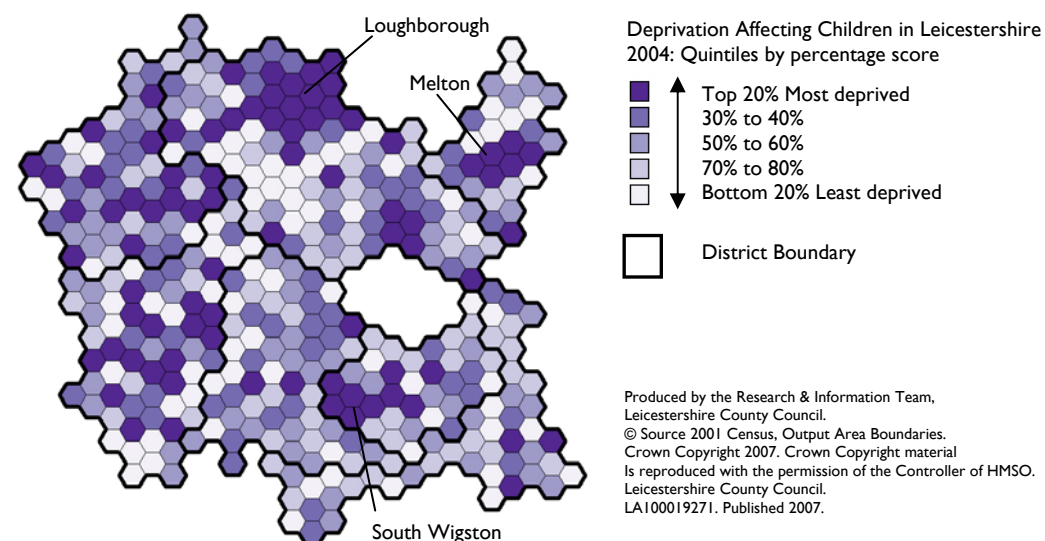 Loughborough
Melton
South Wigston
Deprivation Affecting Children in Leicestershire
2004: Quintiles by percentage score
Top 20% Most deprived
30% to 40%
50% to 60%
70% to 80%
Bottom 20% Least deprived
District Boundary
Produced by the Research & Information Team,
Leicestershire County Council.
© Source 2001 Census, Output Area Boundaries.
Crown Copyright 2007. Crown Copyright material
Is reproduced with the permission of the Controller of HMSO.
Leicestershire County Council.
LA100019271. Published 2007.